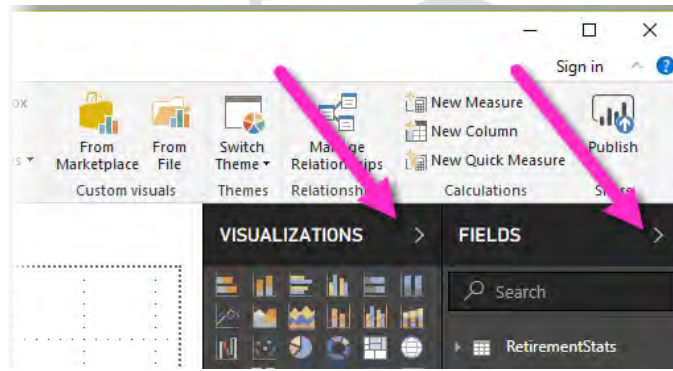 Sign in
New Measure
New Column
New Quick Measure
From
Marketplace
From
File
Switch
Theme
Manage
Relationships
Publish
Custom visuals
Themes
Calculations
VISUALIZATIONS
FIELDS
Search
RetirementStats